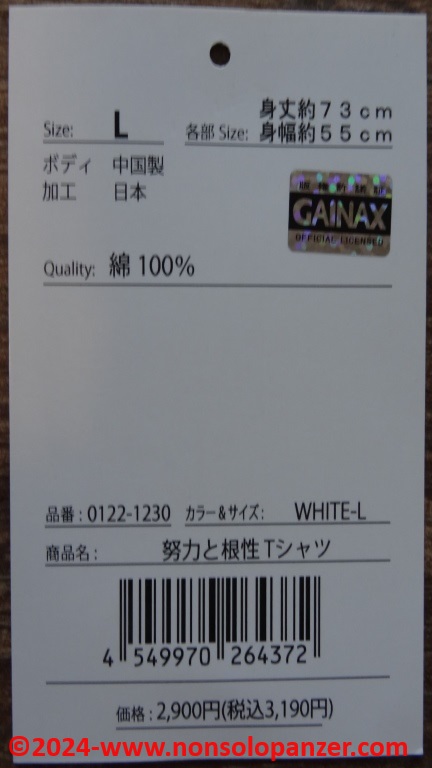 身丈約７３ｃｍ
Size: L 各部 Size: 身幅約５５ｃｍ
ボディ 中国製
加工 日本
GAINAX
OFFICIAL LICENSED
Quality: 綿 100%
品番 : 0122-1230 カラー&サイズ: WHITE-L
商品名 : 努力と根性 Tシャツ
4 549970 264372
価格 : 2,900円(税込3,190円)
©2024-www.nonsolopanzer.com